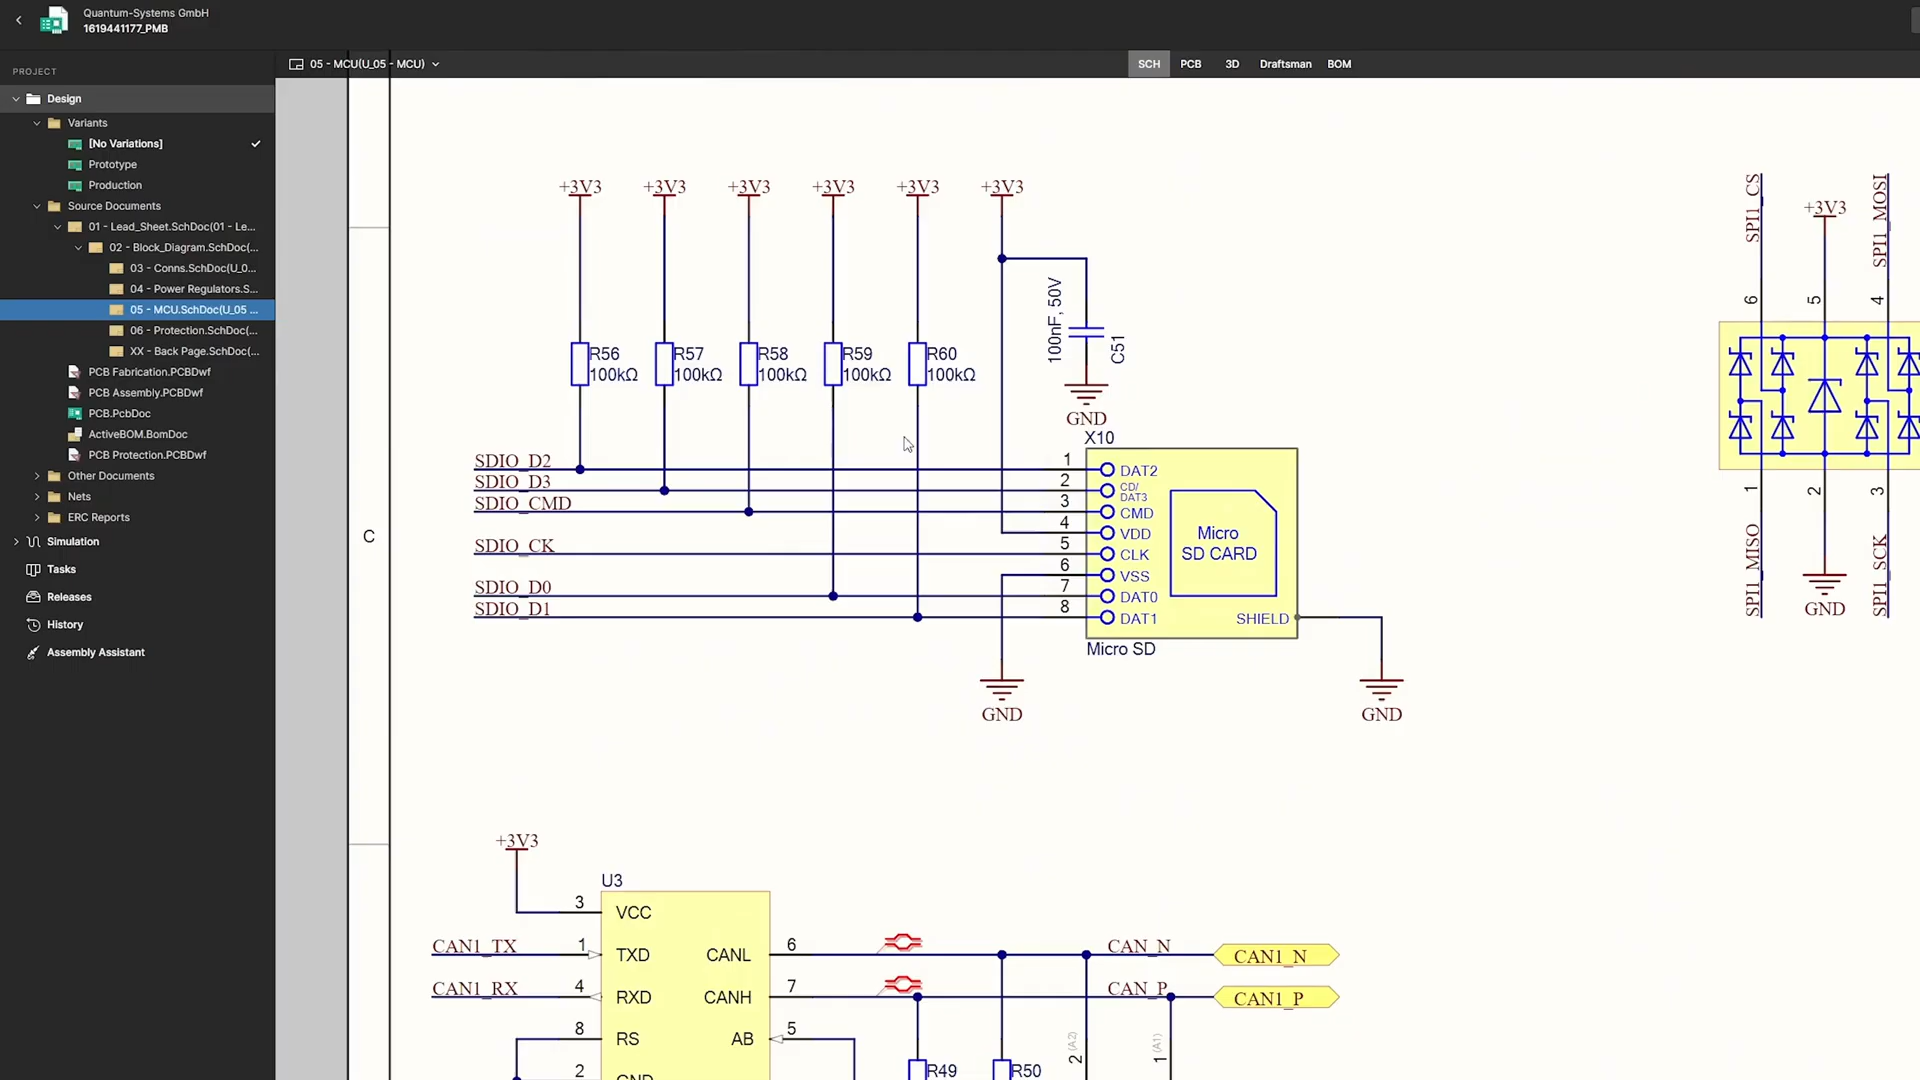 Quantum-Systems GmbH
1619441177_PMB
PROJECT
Design
Variants
[No Variations]
Prototype
Production
Source Documents
01 - Lead_Sheet.SchDoc(01 - Le...
02 - Block_Diagram.SchDoc(...
03 - Conns.SchDoc(U_0...
04 - Power Regulators.S...
05 - MCU.SchDoc(U_05 ...
06 - Protection.SchDoc(...
XX - Back Page.SchDoc(...
PCB Fabrication.PCBDwf
PCB Assembly.PCBDwf
PCB.PcbDoc
ActiveBOM.BomDoc
PCB Protection.PCBDwf
Other Documents
Nets
ERC Reports
Simulation
Tasks
Releases
History
Assembly Assistant
05 - MCU(U_05 - MCU)
SCH PCB 3D Draftsman BOM
C
+3V3 +3V3 +3V3 +3V3 +3V3 +3V3
R56 R57 R58 R59 R60
100kΩ 100kΩ 100kΩ 100kΩ 100kΩ
100nF, 50V
C51
GND
X10
SDIO_D2 1 DAT2
SDIO_D3 2 CD/
DAT3
SDIO_CMD 3 CMD
4 VDD
SDIO_CK 5 CLK
6 VSS
SDIO_D0 7 DAT0
SDIO_D1 8 DAT1
Micro
SD CARD
SHIELD
Micro SD
GND
GND
SPI1_CS
+3V3
SPI1_MOSI
6 5 4
1 2 3
SPI1_MISO
GND
SPI1_SCK
+3V3
U3
3 VCC
CAN1_TX 1 TXD CANL 6 CAN_N CAN1_N
CAN1_RX 4 RXD CANH 7 CAN_P CAN1_P
8 RS AB 5
2 GND
R49 R50
2 (A2)
1 (A1)